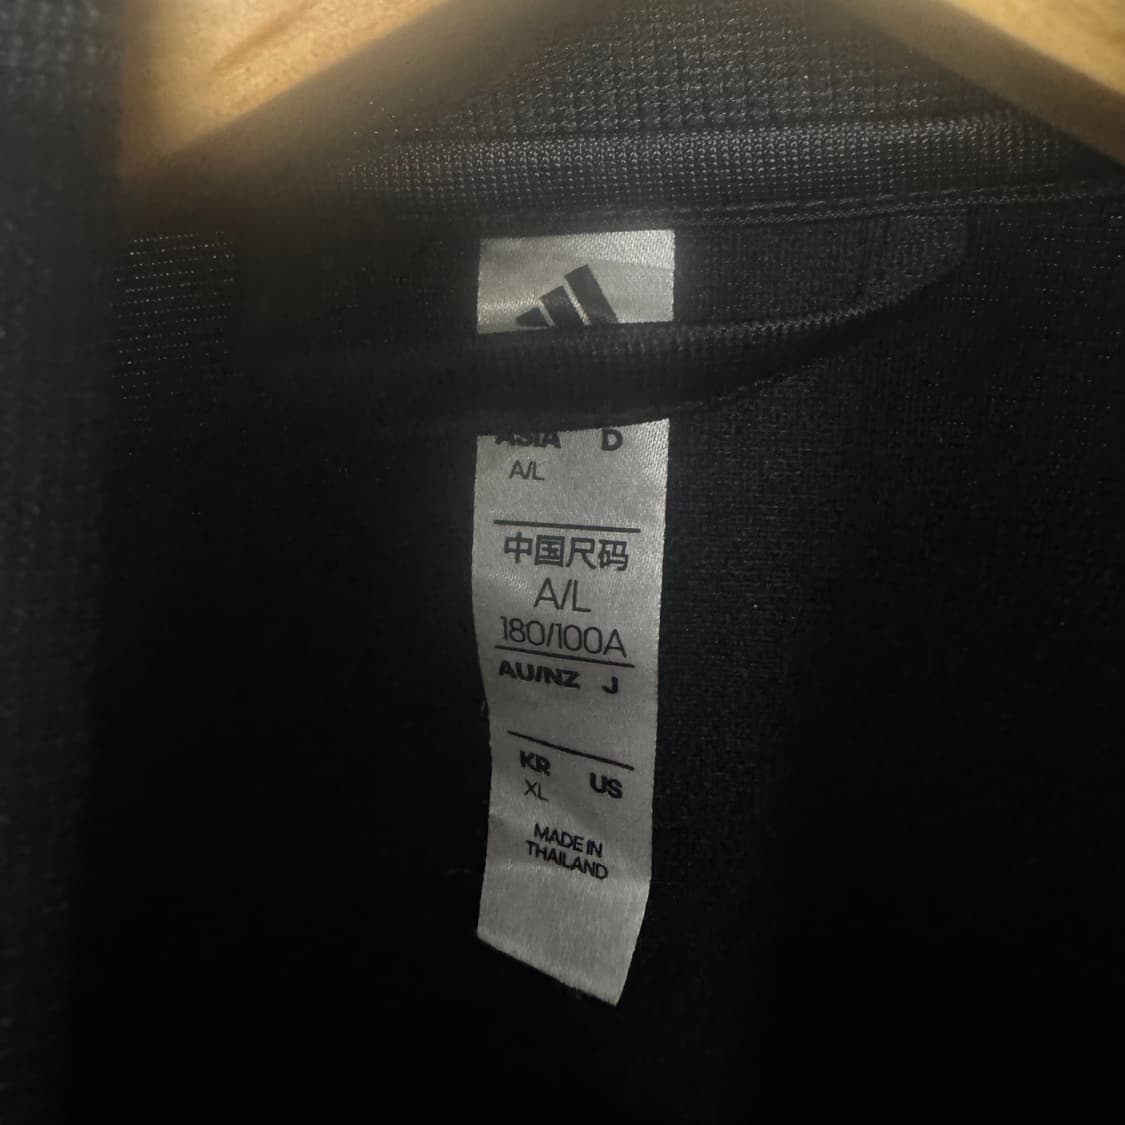 ASIA D
A/L
中国尺码
A/L
180/100A
AU/NZ J
KR US
XL
MADE IN
THAILAND